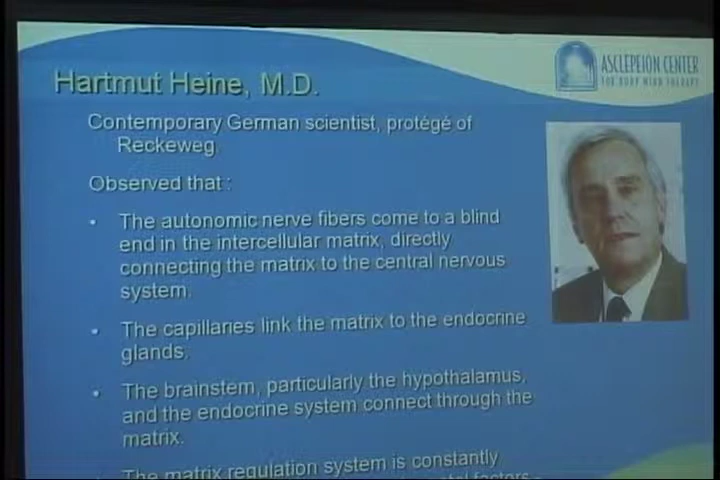 Hartmut Heine, M.D.
ASCLEPEION CENTER
FOR BODY MIND THERAPY
Contemporary German scientist, protégé of
Reckeweg
Observed that :
• The autonomic nerve fibers come to a blind
end in the intercellular matrix, directly
connecting the matrix to the central nervous
system.
• The capillaries link the matrix to the endocrine
glands.
• The brainstem, particularly the hypothalamus,
and the endocrine system connect through the
matrix.
The matrix regulation system is constantly
factors